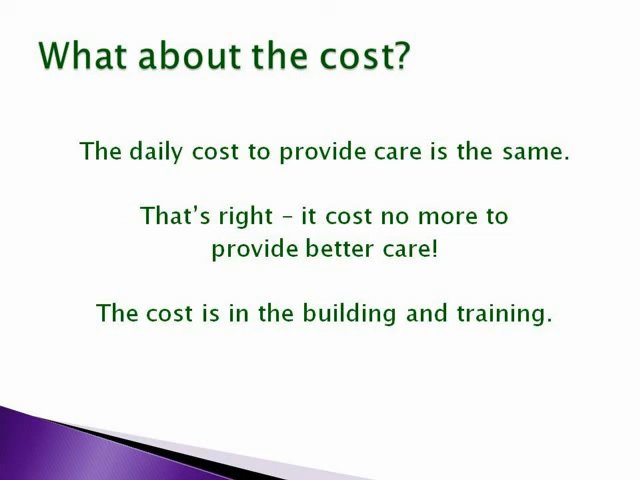 What about the cost?
The daily cost to provide care is the same.
That's right – it cost no more to
provide better care!
The cost is in the building and training.